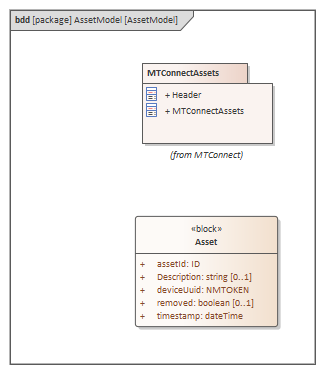 bdd [package] AssetModel [AssetModel]
MTConnectAssets
+ Header
+ MTConnectAssets
(from MTConnect)
«block»
Asset
+ assetId: ID
+ Description: string [0..1]
+ deviceUuid: NMTOKEN
+ removed: boolean [0..1]
+ timestamp: dateTime